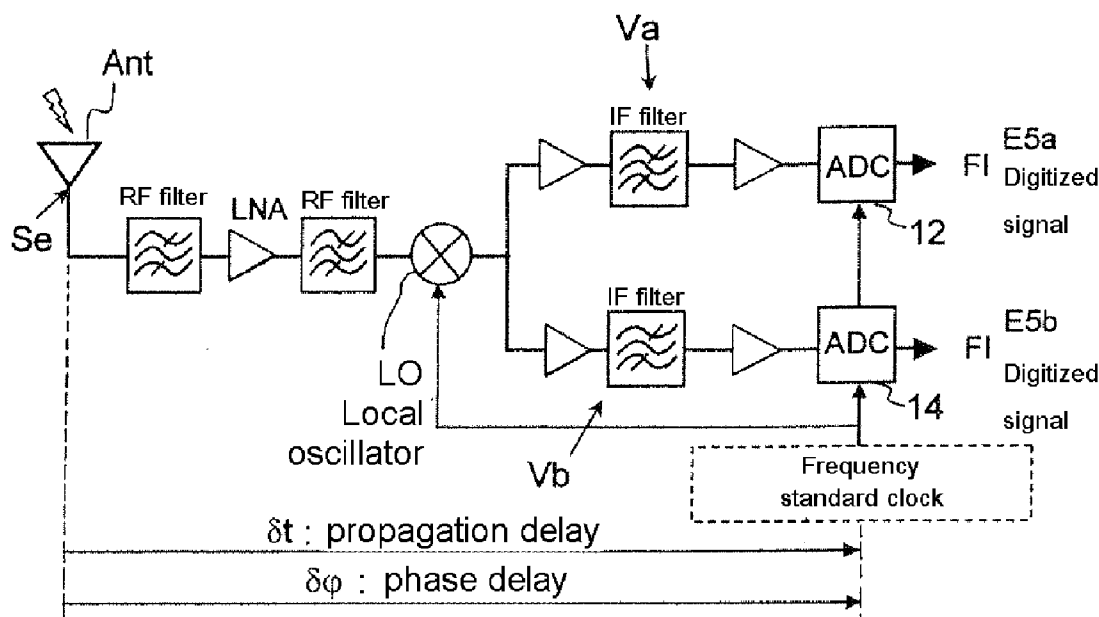 Va
Ant
IF filter
E5a
ADC
FI
Digitized
signal
RF filter
LNA
RF filter
Se
12
IF filter
E5b
ADC
FI
Digitized
signal
LO
Local
oscillator
14
Vb
Frequency
standard clock
δt : propagation delay
δφ : phase delay